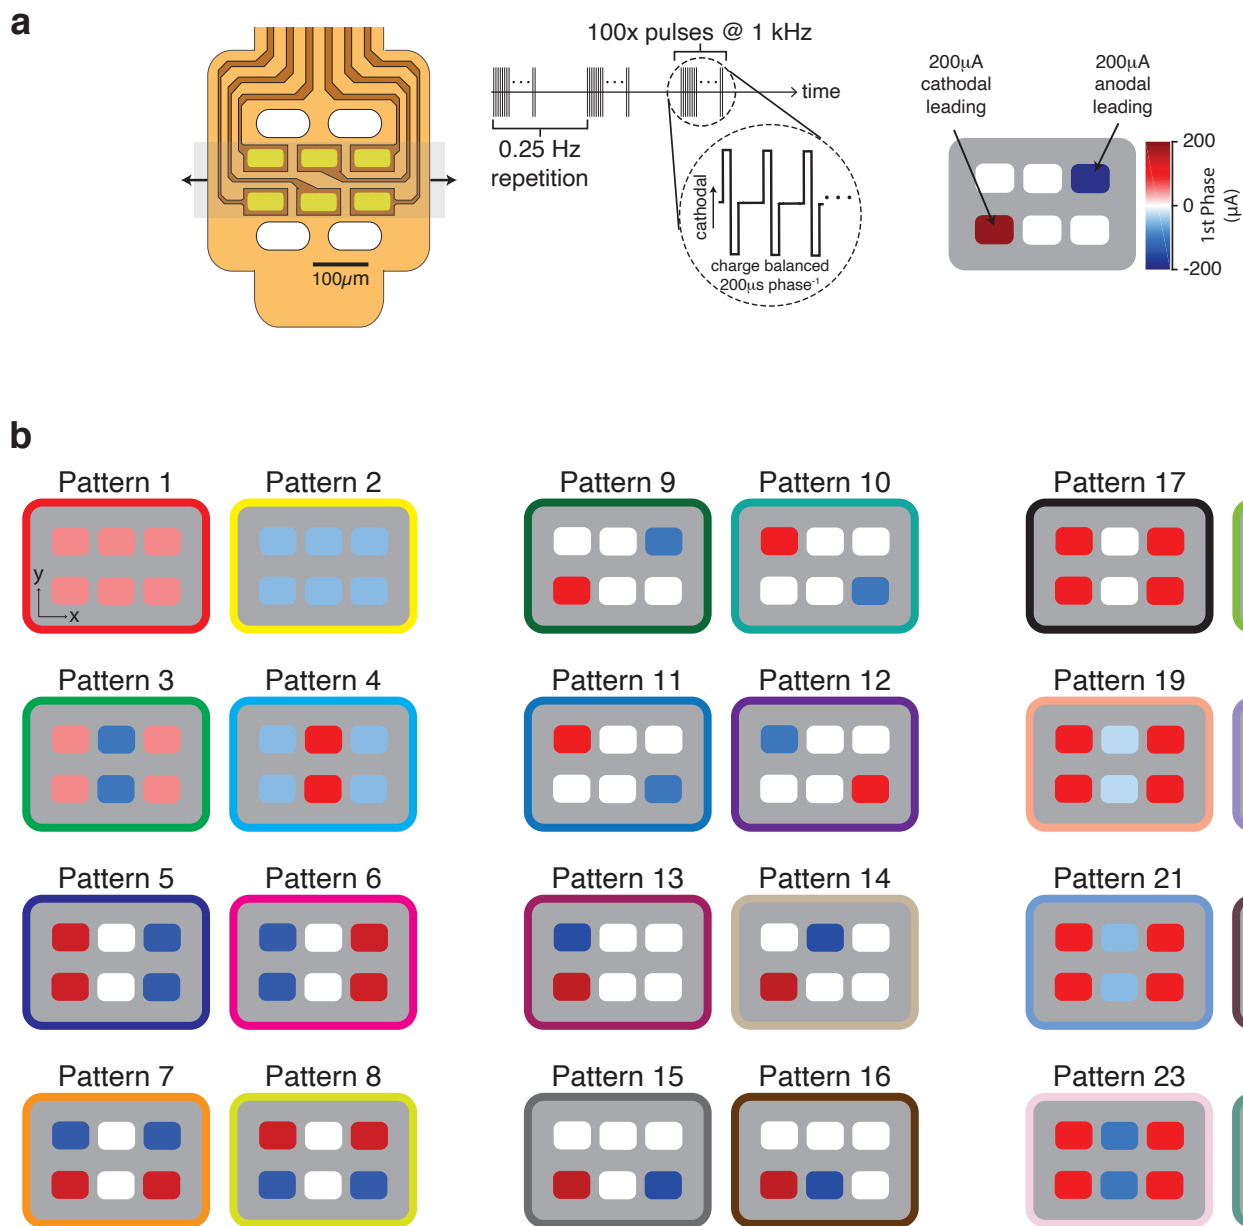 a
100x pulses @ 1 kHz
time
0.25 Hz
repetition
cathodal
charge balanced
200μs phase⁻¹
100μm
200μA
cathodal
leading
200μA
anodal
leading
200
0
-200
1st Phase
(μA)
b
Pattern 1
Pattern 2
Pattern 9
Pattern 10
Pattern 17
y
x
Pattern 3
Pattern 4
Pattern 11
Pattern 12
Pattern 19
Pattern 5
Pattern 6
Pattern 13
Pattern 14
Pattern 21
Pattern 7
Pattern 8
Pattern 15
Pattern 16
Pattern 23